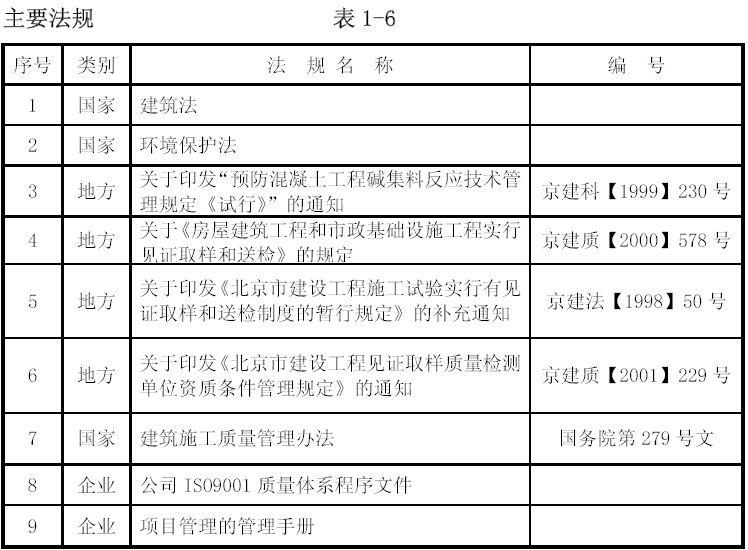 主要法规 表 1-6
序号 类别 法 规 名 称 编 号
1 国家 建筑法
2 国家 环境保护法
3 地方 关于印发“预防混凝土工程碱集料反应技术管 京建科【1999】230 号
理规定《试行》”的通知
4 地方 关于《房屋建筑工程和市政基础设施工程实行 京建质【2000】578 号
见证取样和送检》的规定
5 地方 关于印发《北京市建设工程施工试验实行有见 京建法【1998】50 号
证取样和送检制度的暂行规定》的补充通知
6 地方 关于印发《北京市建设工程见证取样质量检测 京建质【2001】229 号
单位资质条件管理规定》的通知
7 国家 建筑施工质量管理办法 国务院第 279 号文
8 企业 公司 ISO9001 质量体系程序文件
9 企业 项目管理的管理手册